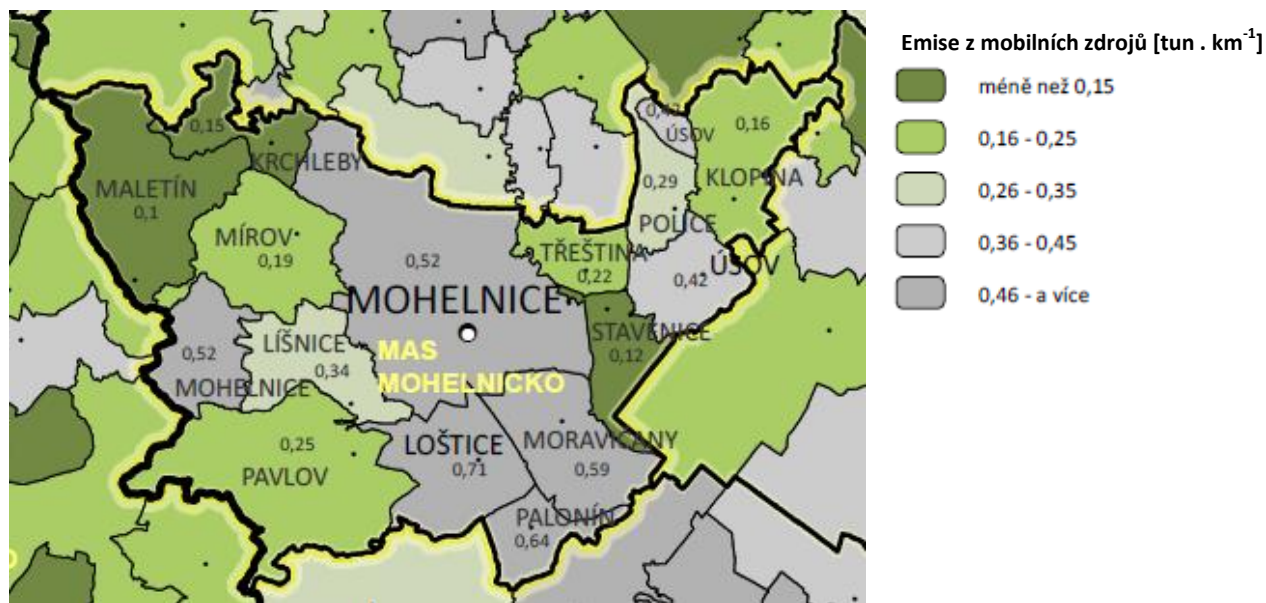 Emise z mobilních zdrojů [tun . km⁻¹]
méně než 0,15
0,16 - 0,25
0,26 - 0,35
0,36 - 0,45
0,46 - a více
0,15
KRCHLEBY
MALETÍN
0,1
MÍROV
0,19
0,52
MOHELNICE
ÚSOV
0,16
KLOPINA
0,29
POLICE
TŘEŠTINA
0,22
0,42
ÚSOV
STAVENICE
0,12
0,52
MOHELNICE
LÍŠNICE
0,34
MAS
MOHELNICKO
0,25
PAVLOV
LOŠTICE
0,71
MORAVIČANY
0,59
PALONÍN
0,64